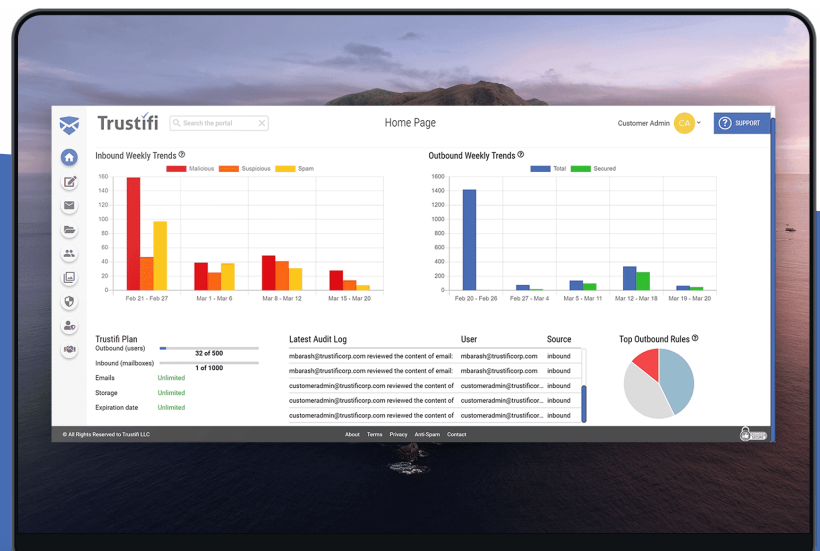 Trustifi
Search the portal
Home Page
Customer Admin
CA
SUPPORT
Inbound Weekly Trends
Malicious
Suspicious
Spam
160
140
120
100
80
60
40
20
0
Feb 21 - Feb 27
Mar 1 - Mar 6
Mar 8 - Mar 12
Mar 15 - Mar 20
Outbound Weekly Trends
Total
Secured
1600
1400
1200
1000
800
600
400
200
0
Feb 20 - Feb 26
Feb 27 - Mar 4
Mar 5 - Mar 11
Mar 12 - Mar 18
Mar 19 - Mar 20
Trustifi Plan
Outbound (users)
32 of 500
Inbound (mailboxes)
1 of 1000
Emails Unlimited
Storage Unlimited
Expiration date Unlimited
Latest Audit Log User Source
mbarash@trustificorp.com reviewed the content of email: mbarash@trustificorp.com inbound
mbarash@trustificorp.com reviewed the content of email: mbarash@trustificorp.com inbound
customeradmin@trustificorp.com reviewed the content of customeradmin@trustificor... inbound
customeradmin@trustificorp.com reviewed the content of customeradmin@trustificor... inbound
customeradmin@trustificorp.com reviewed the content of customeradmin@trustificor... inbound
Top Outbound Rules
© All Rights Reserved to Trustifi LLC
About Terms Privacy Anti-Spam Contact